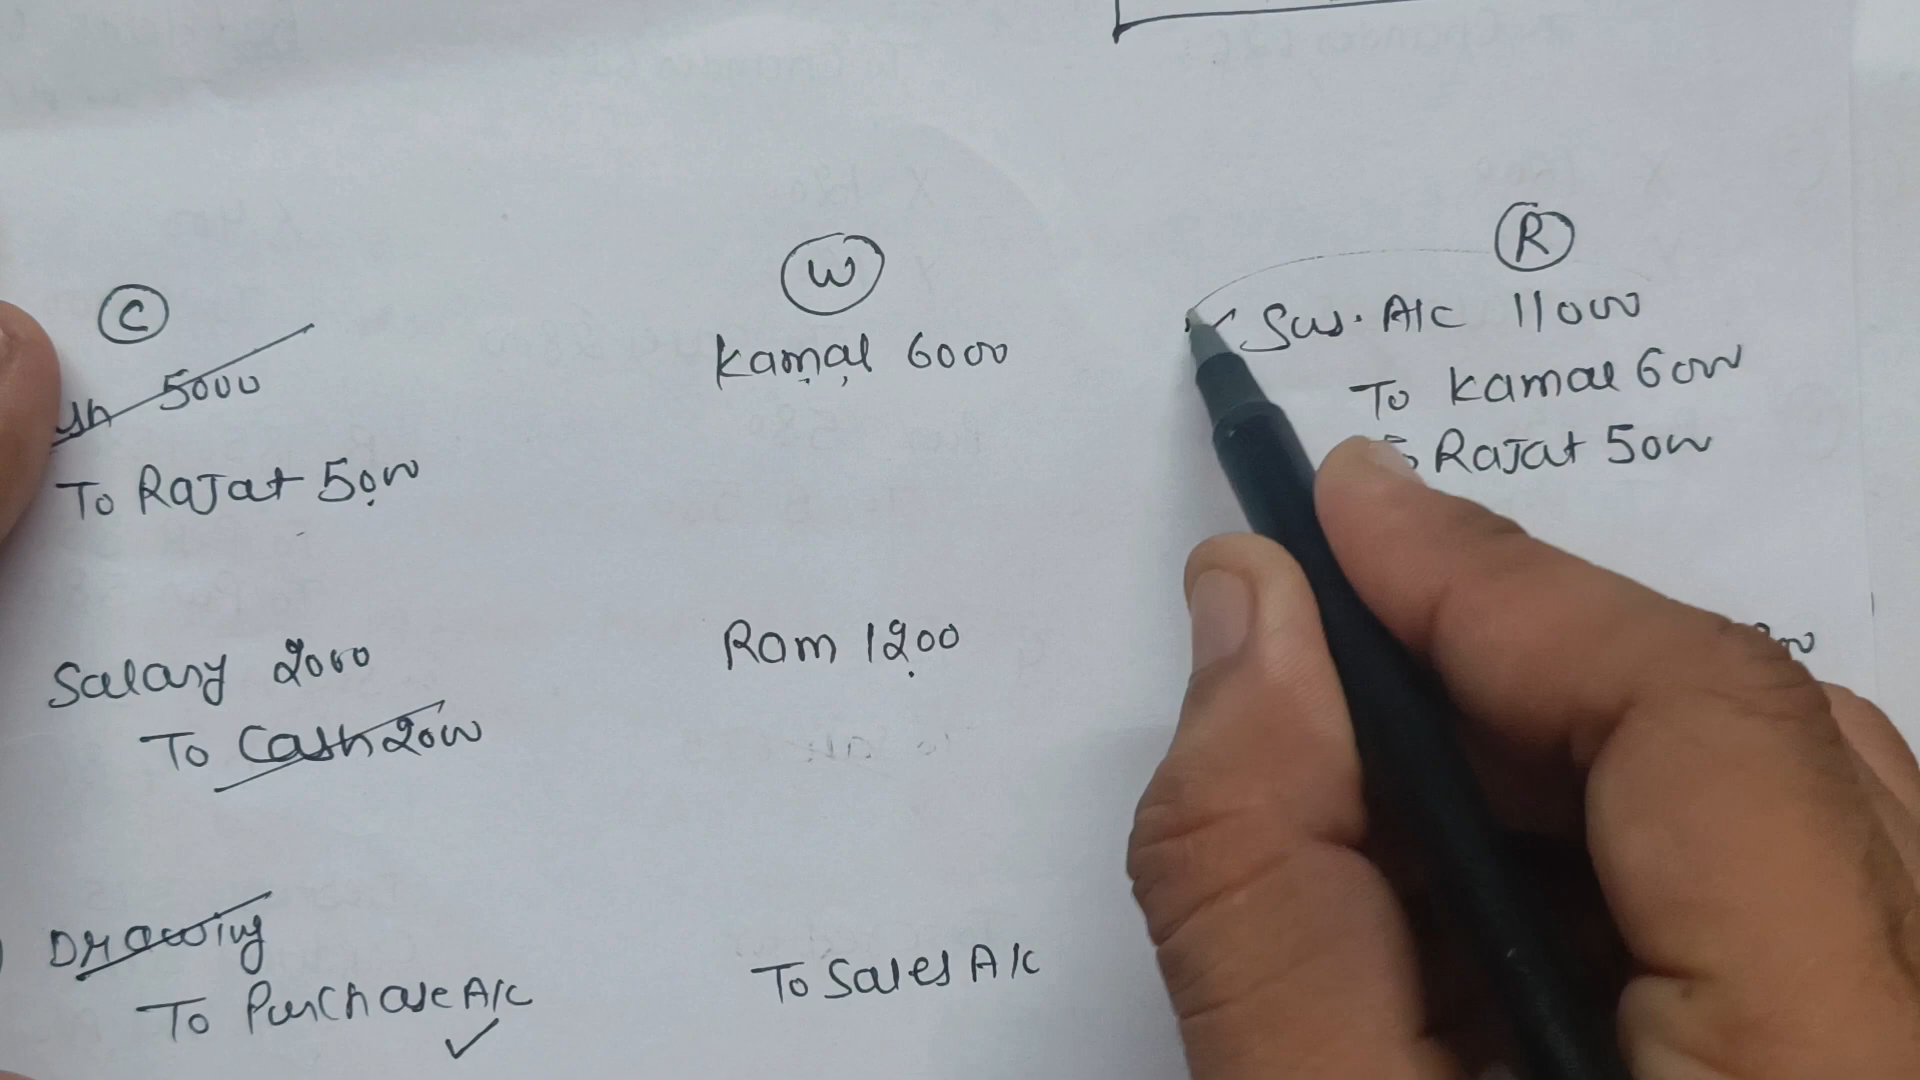 C
5000
To Rajat 5000
Salary 2000
To Cash 2000
Drawing
To Purchase A/c
W
Kamal 6000
Ram 1200
To Sales A/c
R
Sus. A/c 11000
To Kamal 6000
Rajat 5000